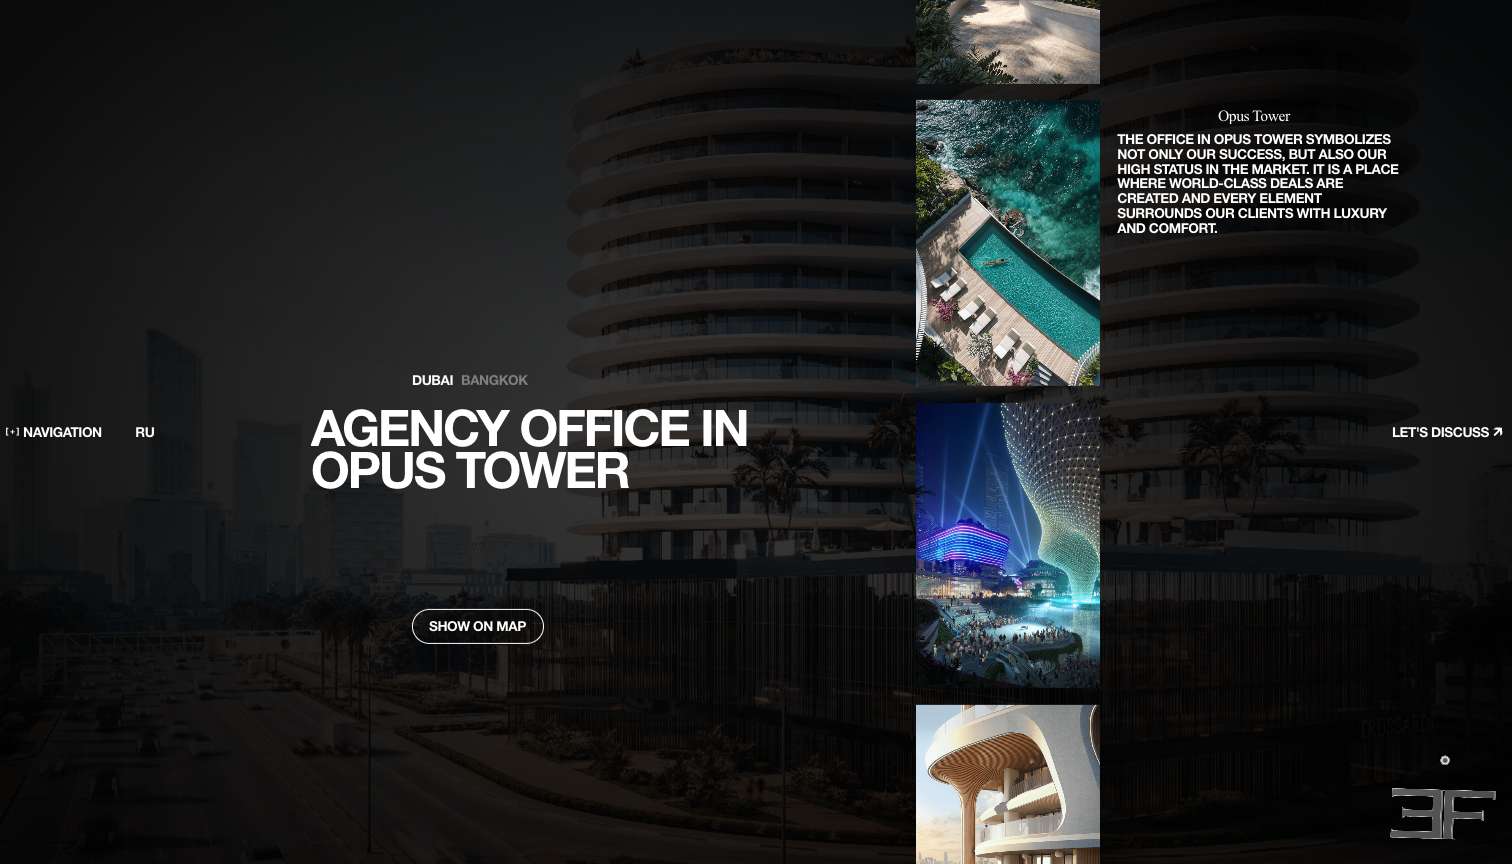 Opus Tower
THE OFFICE IN OPUS TOWER SYMBOLIZES
NOT ONLY OUR SUCCESS, BUT ALSO OUR
HIGH STATUS IN THE MARKET. IT IS A PLACE
WHERE WORLD-CLASS DEALS ARE
CREATED AND EVERY ELEMENT
SURROUNDS OUR CLIENTS WITH LUXURY
AND COMFORT.
DUBAI BANGKOK
[+] NAVIGATION RU
AGENCY OFFICE IN
OPUS TOWER
LET'S DISCUSS ↗
SHOW ON MAP